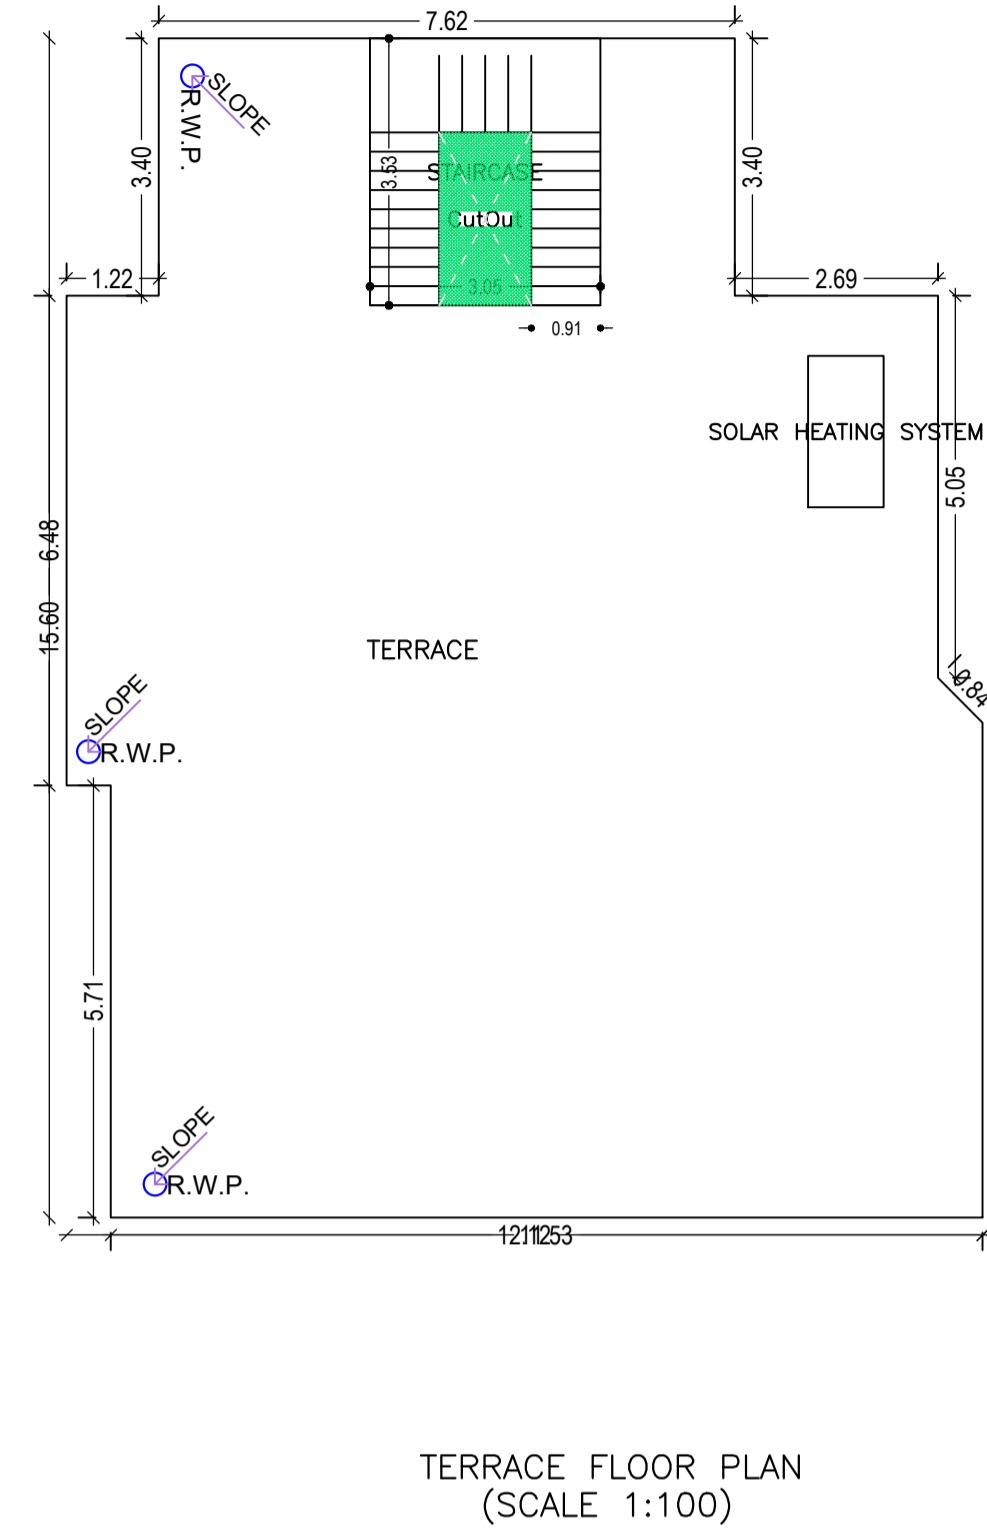 7.62
SLOPE
R.W.P.
3.40
3.53
STAIRCASE
CutOut
3.40
1.22
3.05
2.69
0.91
SOLAR HEATING SYSTEM
5.05
6.48
15.60
TERRACE
0.84
SLOPE
R.W.P.
5.71
SLOPE
R.W.P.
TERRACE FLOOR PLAN
(SCALE 1:100)